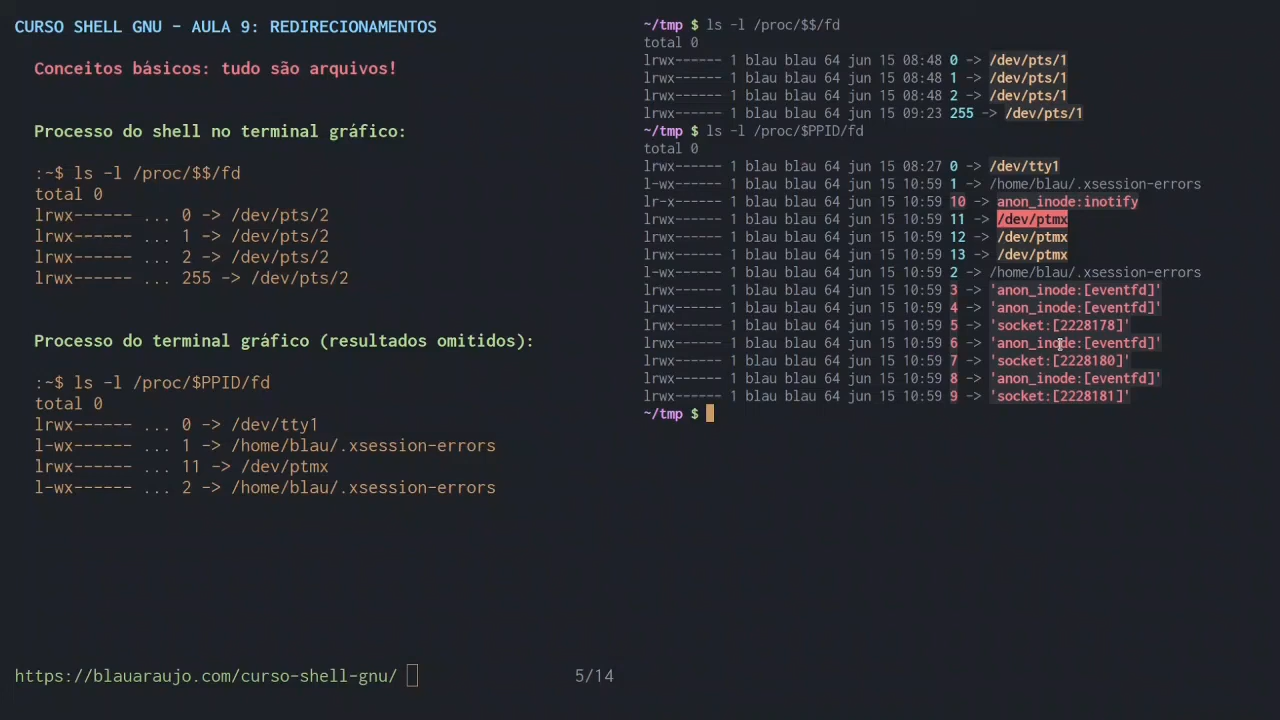 CURSO SHELL GNU - AULA 9: REDIRECIONAMENTOS
Conceitos básicos: tudo são arquivos!
Processo do shell no terminal gráfico:
:~$ ls -l /proc/$$/fd
total 0
lrwx------ ... 0 -> /dev/pts/2
lrwx------ ... 1 -> /dev/pts/2
lrwx------ ... 2 -> /dev/pts/2
lrwx------ ... 255 -> /dev/pts/2
Processo do terminal gráfico (resultados omitidos):
:~$ ls -l /proc/$PPID/fd
total 0
lrwx------ ... 0 -> /dev/tty1
l-wx------ ... 1 -> /home/blau/.xsession-errors
lrwx------ ... 11 -> /dev/ptmx
l-wx------ ... 2 -> /home/blau/.xsession-errors
https://blauaraujo.com/curso-shell-gnu/
5/14
~/tmp $ ls -l /proc/$$/fd
total 0
lrwx------ 1 blau blau 64 jun 15 08:48 0 -> /dev/pts/1
lrwx------ 1 blau blau 64 jun 15 08:48 1 -> /dev/pts/1
lrwx------ 1 blau blau 64 jun 15 08:48 2 -> /dev/pts/1
lrwx------ 1 blau blau 64 jun 15 09:23 255 -> /dev/pts/1
~/tmp $ ls -l /proc/$PPID/fd
total 0
lrwx------ 1 blau blau 64 jun 15 08:27 0 -> /dev/tty1
l-wx------ 1 blau blau 64 jun 15 10:59 1 -> /home/blau/.xsession-errors
lr-x------ 1 blau blau 64 jun 15 10:59 10 -> anon_inode:inotify
lrwx------ 1 blau blau 64 jun 15 10:59 11 -> /dev/ptmx
lrwx------ 1 blau blau 64 jun 15 10:59 12 -> /dev/ptmx
lrwx------ 1 blau blau 64 jun 15 10:59 13 -> /dev/ptmx
l-wx------ 1 blau blau 64 jun 15 10:59 2 -> /home/blau/.xsession-errors
lrwx------ 1 blau blau 64 jun 15 10:59 3 -> 'anon_inode:[eventfd]'
lrwx------ 1 blau blau 64 jun 15 10:59 4 -> 'anon_inode:[eventfd]'
lrwx------ 1 blau blau 64 jun 15 10:59 5 -> 'socket:[2228178]'
lrwx------ 1 blau blau 64 jun 15 10:59 6 -> 'anon_inode:[eventfd]'
lrwx------ 1 blau blau 64 jun 15 10:59 7 -> 'socket:[2228180]'
lrwx------ 1 blau blau 64 jun 15 10:59 8 -> 'anon_inode:[eventfd]'
lrwx------ 1 blau blau 64 jun 15 10:59 9 -> 'socket:[2228181]'
~/tmp $